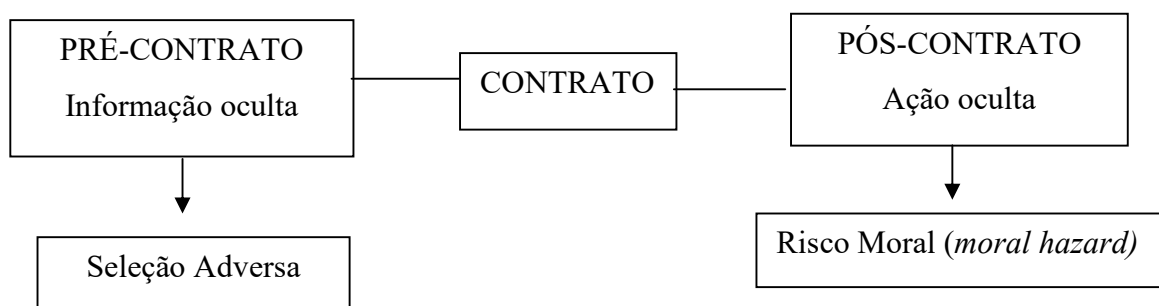 PRÉ-CONTRATO
Informação oculta
CONTRATO
PÓS-CONTRATO
Ação oculta
Seleção Adversa
Risco Moral (moral hazard)